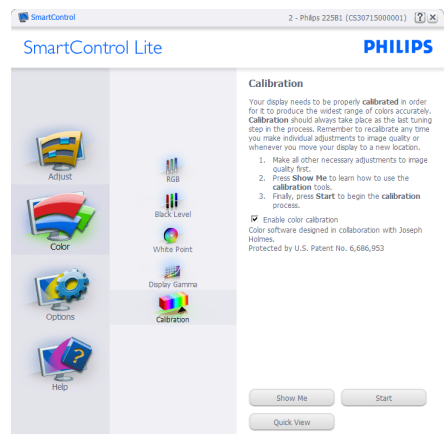 SmartControl
2 - Philips 225B1 (CS30715000001)
SmartControl Lite
PHILIPS
Adjust
Color
Options
Help
RGB
Black Level
White Point
Display Gamma
Calibration
Calibration
Your display needs to be properly calibrated in order
for it to produce the widest range of colors accurately.
Calibration should always take place as the last tuning
step in the process. Remember to recalibrate any time
you make individual adjustments to image quality or
whenever you move your display to a new location.
1. Make all other necessary adjustments to image
quality first.
2. Press Show Me to learn how to use the
calibration tools.
3. Finally, press Start to begin the calibration
process.
Enable color calibration
Color software designed in collaboration with Joseph
Holmes.
Protected by U.S. Patent No. 6,686,953
Show Me
Start
Quick View